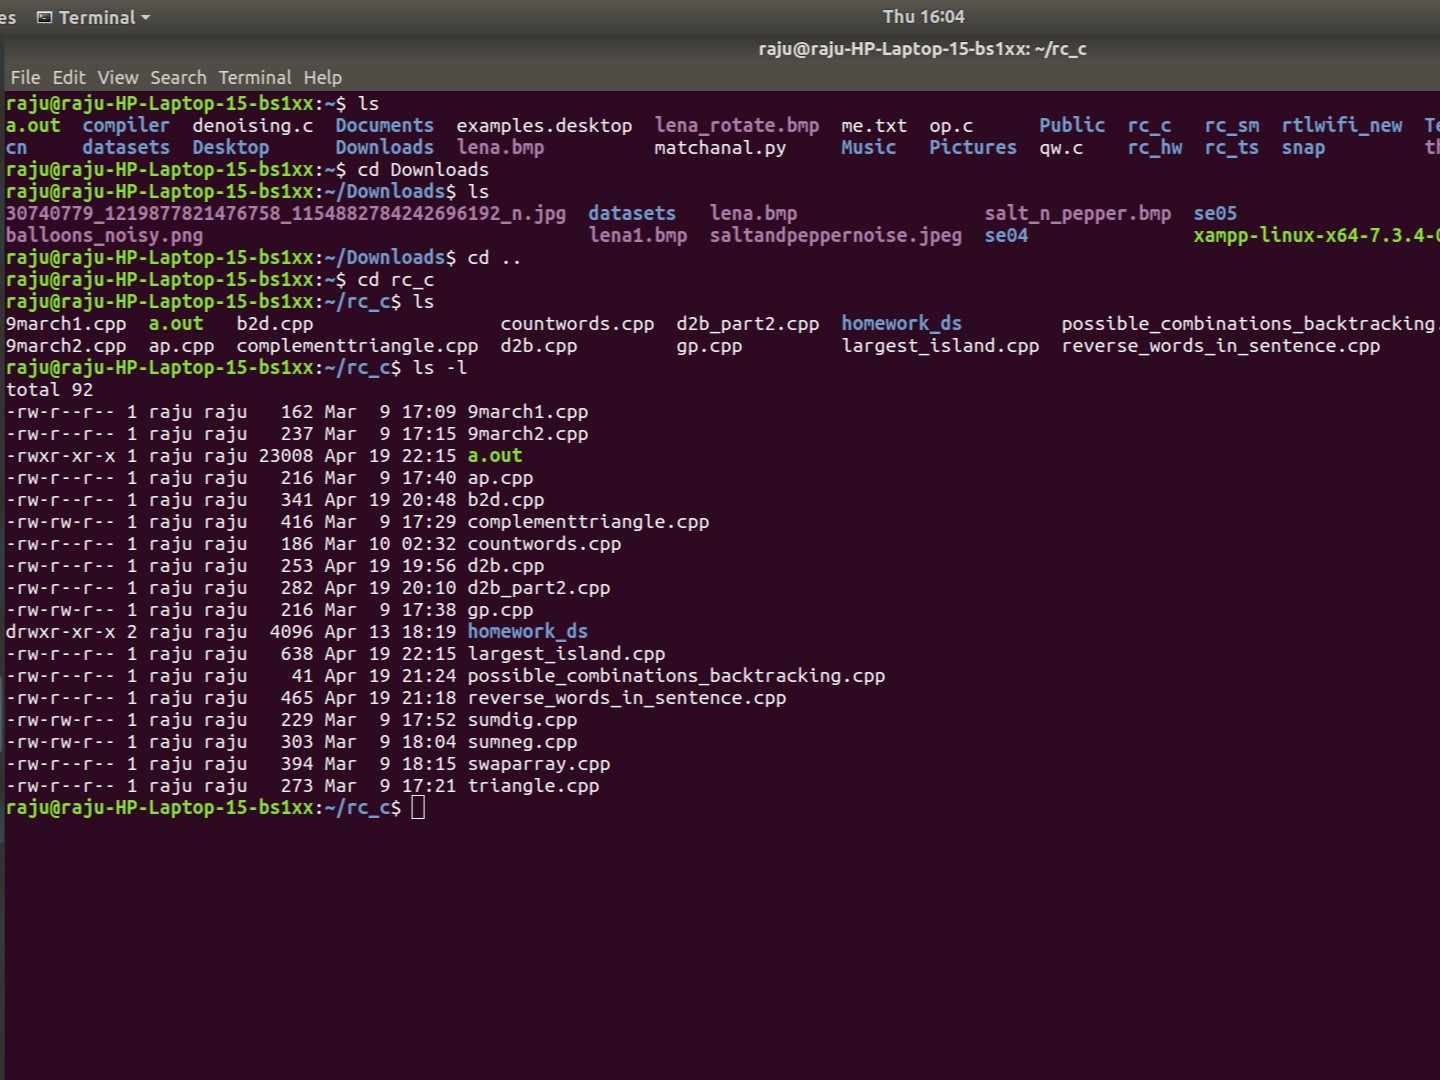 es Terminal Thu 16:04
raju@raju-HP-Laptop-15-bs1xx: ~/rc_c
File Edit View Search Terminal Help
raju@raju-HP-Laptop-15-bs1xx:~$ ls
a.out compiler denoising.c Documents examples.desktop lena_rotate.bmp me.txt op.c Public rc_c rc_sm rtlwifi_new Te
cn datasets Desktop Downloads lena.bmp matchanal.py Music Pictures qw.c rc_hw rc_ts snap th
raju@raju-HP-Laptop-15-bs1xx:~$ cd Downloads
raju@raju-HP-Laptop-15-bs1xx:~/Downloads$ ls
30740779_1219877821476758_1154882784242696192_n.jpg datasets lena.bmp salt_n_pepper.bmp se05
balloons_noisy.png lena1.bmp saltandpeppernoise.jpeg se04 xampp-linux-x64-7.3.4-0
raju@raju-HP-Laptop-15-bs1xx:~/Downloads$ cd ..
raju@raju-HP-Laptop-15-bs1xx:~$ cd rc_c
raju@raju-HP-Laptop-15-bs1xx:~/rc_c$ ls
9march1.cpp a.out b2d.cpp countwords.cpp d2b_part2.cpp homework_ds possible_combinations_backtracking.
9march2.cpp ap.cpp complementtriangle.cpp d2b.cpp gp.cpp largest_island.cpp reverse_words_in_sentence.cpp
raju@raju-HP-Laptop-15-bs1xx:~/rc_c$ ls -l
total 92
-rw-r--r-- 1 raju raju 162 Mar 9 17:09 9march1.cpp
-rw-r--r-- 1 raju raju 237 Mar 9 17:15 9march2.cpp
-rwxr-xr-x 1 raju raju 23008 Apr 19 22:15 a.out
-rw-r--r-- 1 raju raju 216 Mar 9 17:40 ap.cpp
-rw-r--r-- 1 raju raju 341 Apr 19 20:48 b2d.cpp
-rw-rw-r-- 1 raju raju 416 Mar 9 17:29 complementtriangle.cpp
-rw-r--r-- 1 raju raju 186 Mar 10 02:32 countwords.cpp
-rw-r--r-- 1 raju raju 253 Apr 19 19:56 d2b.cpp
-rw-r--r-- 1 raju raju 282 Apr 19 20:10 d2b_part2.cpp
-rw-rw-r-- 1 raju raju 216 Mar 9 17:38 gp.cpp
drwxr-xr-x 2 raju raju 4096 Apr 13 18:19 homework_ds
-rw-r--r-- 1 raju raju 638 Apr 19 22:15 largest_island.cpp
-rw-r--r-- 1 raju raju 41 Apr 19 21:24 possible_combinations_backtracking.cpp
-rw-r--r-- 1 raju raju 465 Apr 19 21:18 reverse_words_in_sentence.cpp
-rw-rw-r-- 1 raju raju 229 Mar 9 17:52 sumdig.cpp
-rw-rw-r-- 1 raju raju 303 Mar 9 18:04 sumneg.cpp
-rw-r--r-- 1 raju raju 394 Mar 9 18:15 swaparray.cpp
-rw-r--r-- 1 raju raju 273 Mar 9 17:21 triangle.cpp
raju@raju-HP-Laptop-15-bs1xx:~/rc_c$